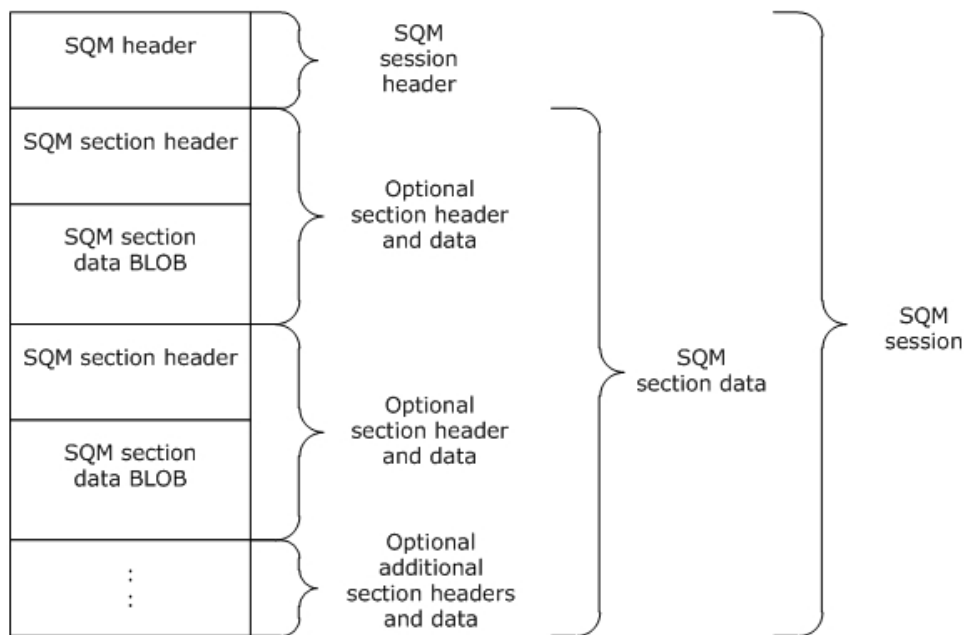 SQM header
SQM
session
header
SQM section header
SQM section
data BLOB
Optional
section header
and data
SQM section header
SQM section
data BLOB
Optional
section header
and data
:
:
Optional
additional
section headers
and data
SQM
section data
SQM
session